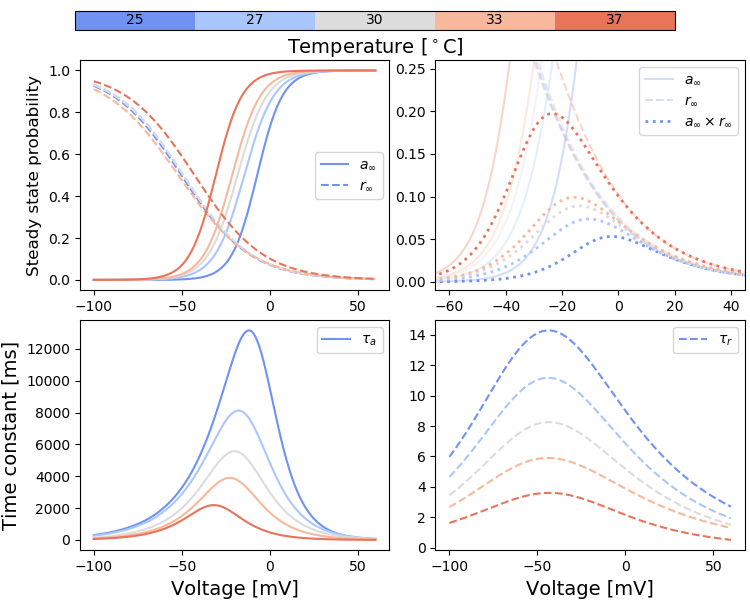 25 27 30 33 37
Temperature [°C]
Steady state probability
1.0
0.8
0.6
0.4
0.2
0.0
a∞
r∞
−100 −50 0 50
0.25
0.20
0.15
0.10
0.05
0.00
a∞
r∞
a∞ × r∞
−60 −40 −20 0 20 40
Time constant [ms]
12000
10000
8000
6000
4000
2000
0
τa
−100 −50 0 50
Voltage [mV]
14
12
10
8
6
4
2
0
τr
−100 −50 0 50
Voltage [mV]